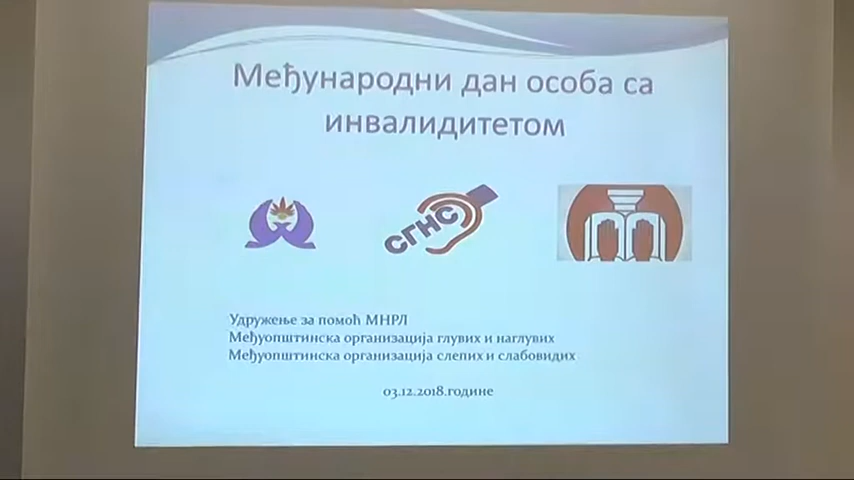 Међународни дан особа са
инвалидитетом
СГНС
Удружење за помоћ МНРЛ
Међуопштинска организација глувих и наглувих
Међуопштинска организација слепих и слабовидих
03.12.2018.године